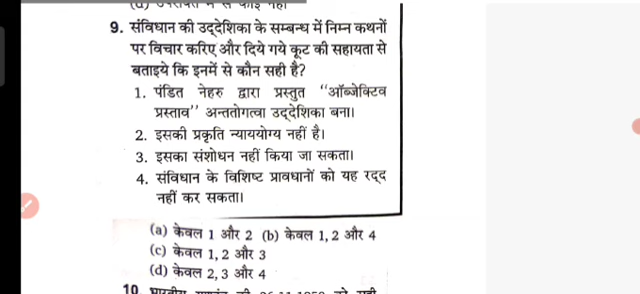 9. संविधान की उद्देशिका के सम्बन्ध में निम्न कथनों
पर विचार करिए और दिये गये कूट की सहायता से
बताइये कि इनमें से कौन सही है?
1. पंडित नेहरु द्वारा प्रस्तुत “ऑब्जेक्टिव
प्रस्ताव’’ अन्ततोगत्वा उद्देशिका बना।
2. इसकी प्रकृति न्याययोग्य नहीं है।
3. इसका संशोधन नहीं किया जा सकता।
4. संविधान के विशिष्ट प्रावधानों को यह रद्द
नहीं कर सकता।
(a) केवल 1 और 2 (b) केवल 1, 2 और 4
(c) केवल 1, 2 और 3
(d) केवल 2, 3 और 4
10